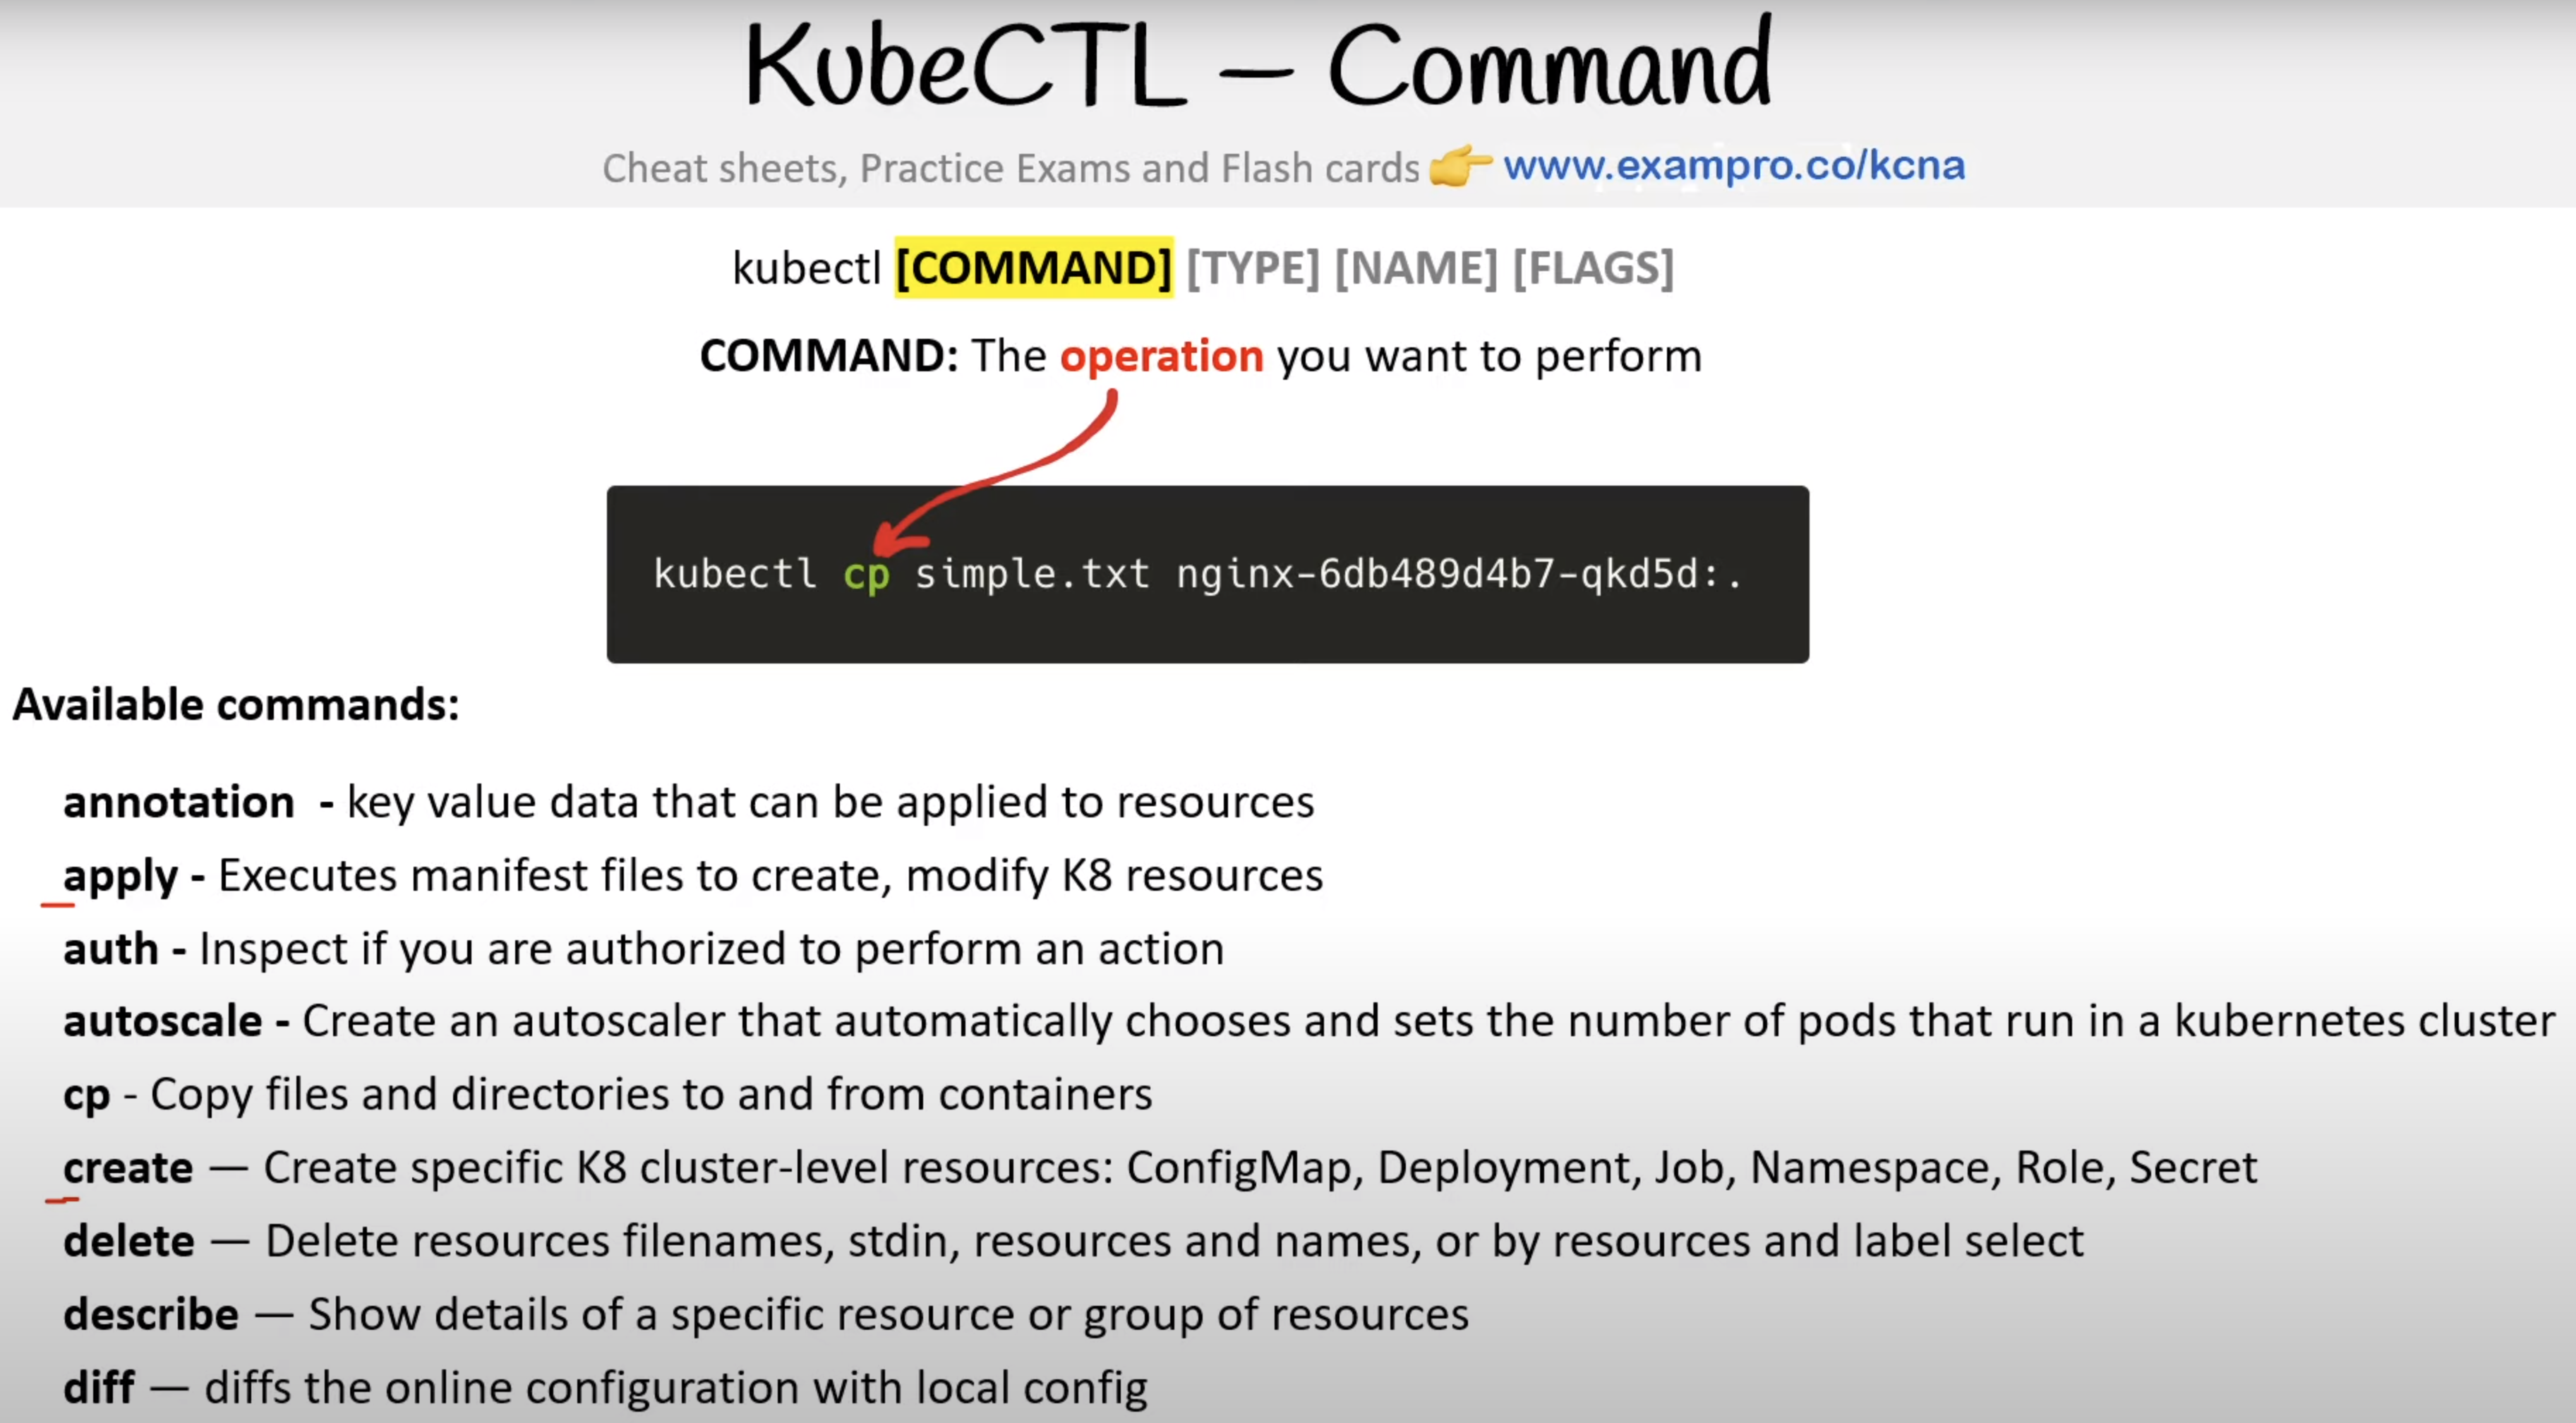 KubeCTL – Command
Cheat sheets, Practice Exams and Flash cards 👉 www.exampro.co/kcna
kubectl [COMMAND] [TYPE] [NAME] [FLAGS]
COMMAND: The operation you want to perform
kubectl cp simple.txt nginx-6db489d4b7-qkd5d:.
Available commands:
annotation - key value data that can be applied to resources
apply - Executes manifest files to create, modify K8 resources
auth - Inspect if you are authorized to perform an action
autoscale - Create an autoscaler that automatically chooses and sets the number of pods that run in a kubernetes cluster
cp - Copy files and directories to and from containers
create — Create specific K8 cluster-level resources: ConfigMap, Deployment, Job, Namespace, Role, Secret
delete — Delete resources filenames, stdin, resources and names, or by resources and label select
describe — Show details of a specific resource or group of resources
diff — diffs the online configuration with local config